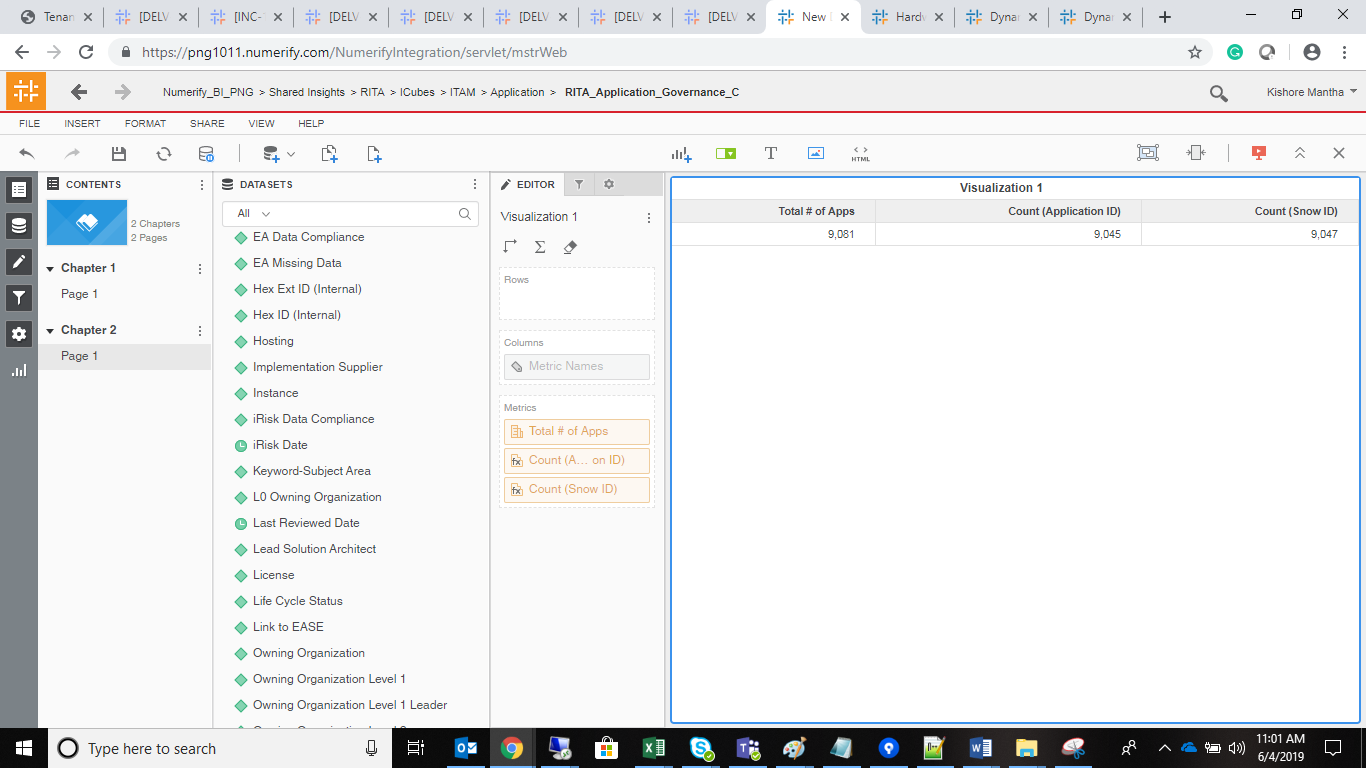 Tenan
[DELV
[INC-
[DELV
[DELV
[DELV
[DELV
[DELV
New
Hardw
Dynar
Dynar
https://png1011.numerify.com/NumerifyIntegration/servlet/mstrWeb
Numerify_BI_PNG > Shared Insights > RITA > ICubes > ITAM > Application > RITA_Application_Governance_C
Kishore Mantha
FILE INSERT FORMAT SHARE VIEW HELP
T
HTML
CONTENTS
2 Chapters
2 Pages
Chapter 1
Page 1
Chapter 2
Page 1
DATASETS
All
EA Data Compliance
EA Missing Data
Hex Ext ID (Internal)
Hex ID (Internal)
Hosting
Implementation Supplier
Instance
iRisk Data Compliance
iRisk Date
Keyword-Subject Area
L0 Owning Organization
Last Reviewed Date
Lead Solution Architect
License
Life Cycle Status
Link to EASE
Owning Organization
Owning Organization Level 1
Owning Organization Level 1 Leader
EDITOR
Visualization 1
Rows
Columns
Metric Names
Metrics
Total # of Apps
fx Count (A... on ID)
fx Count (Snow ID)
Visualization 1
Total # of Apps Count (Application ID) Count (Snow ID)
9,081 9,045 9,047
Type here to search
11:01 AM
6/4/2019